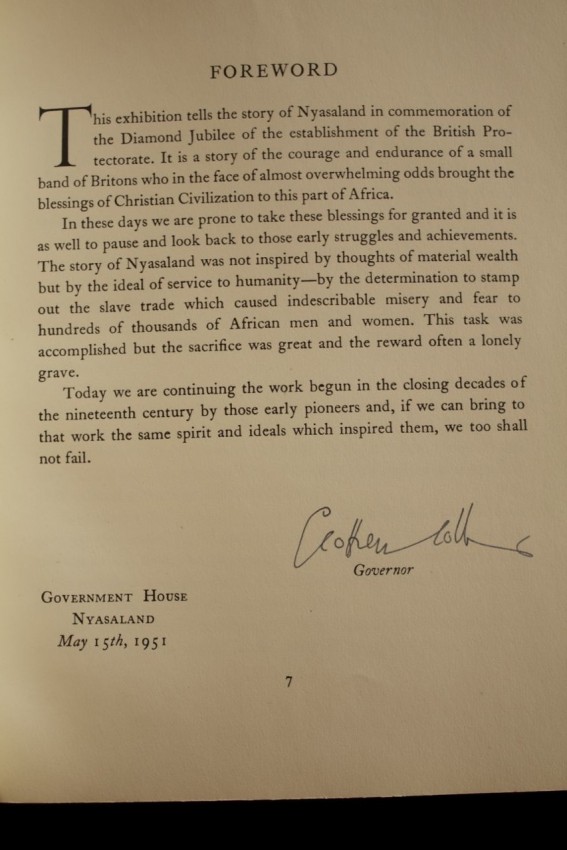 FOREWORD
This exhibition tells the story of Nyasaland in commemoration of
the Diamond Jubilee of the establishment of the British Pro-
tectorate. It is a story of the courage and endurance of a small
band of Britons who in the face of almost overwhelming odds brought the
blessings of Christian Civilization to this part of Africa.
In these days we are prone to take these blessings for granted and it is
as well to pause and look back to those early struggles and achievements.
The story of Nyasaland was not inspired by thoughts of material wealth
but by the ideal of service to humanity—by the determination to stamp
out the slave trade which caused indescribable misery and fear to
hundreds of thousands of African men and women. This task was
accomplished but the sacrifice was great and the reward often a lonely
grave.
Today we are continuing the work begun in the closing decades of
the nineteenth century by those early pioneers and, if we can bring to
that work the same spirit and ideals which inspired them, we too shall
not fail.
Governor
GOVERNMENT HOUSE
NYASALAND
May 15th, 1951
7